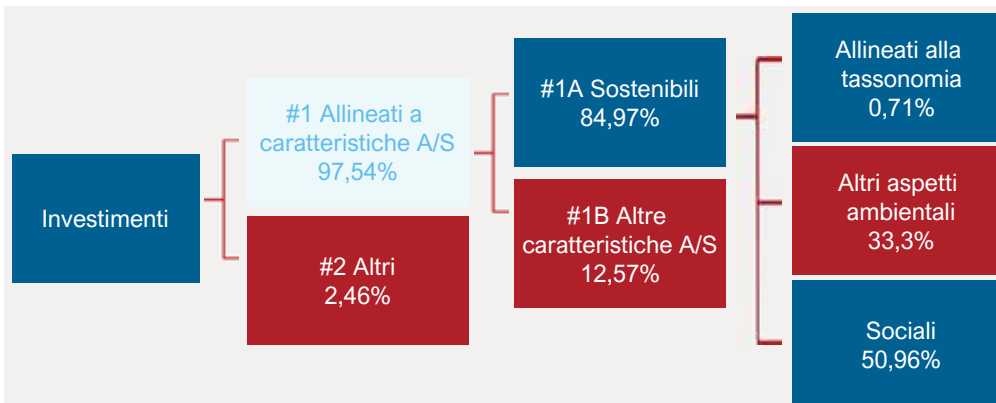 Investimenti
#1 Allineati a
caratteristiche A/S
97,54%
#2 Altri
2,46%
#1A Sostenibili
84,97%
#1B Altre
caratteristiche A/S
12,57%
Allineati alla
tassonomia
0,71%
Altri aspetti
ambientali
33,3%
Sociali
50,96%